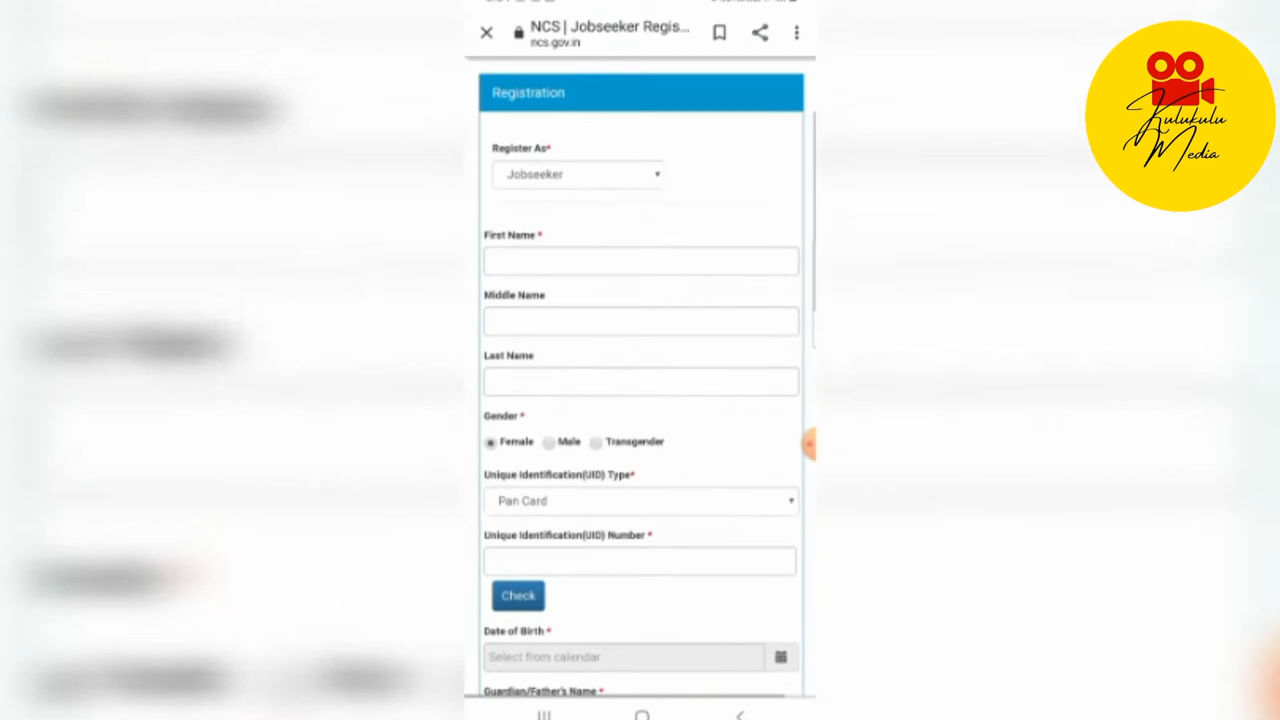 NCS | Jobseeker Regis...
ncs.gov.in
Registration
Register As*
Jobseeker
First Name *
Middle Name
Last Name
Gender *
Female Male Transgender
Unique Identification(UID) Type*
Pan Card
Unique Identification(UID) Number *
Check
Date of Birth *
Select from calendar
Guardian/Father's Name *
Kulukulu
Media